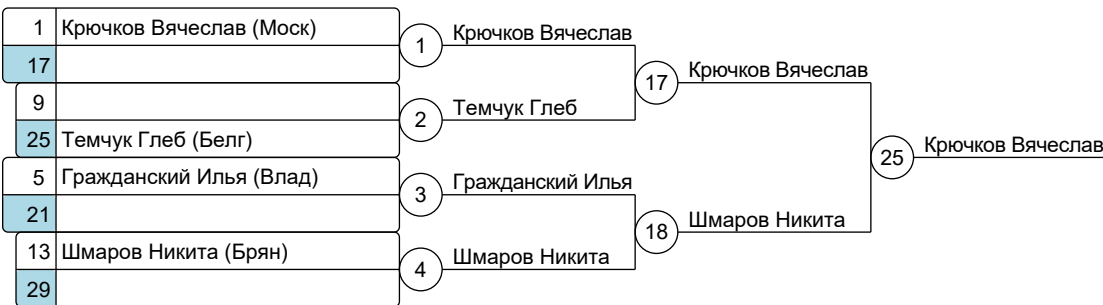 1 Крючков Вячеслав (Моск)
17
9
25 Темчук Глеб (Белг)
5 Гражданский Илья (Влад)
21
13 Шмаров Никита (Брян)
29
1 Крючков Вячеслав
2 Темчук Глеб
3 Гражданский Илья
4 Шмаров Никита
17 Крючков Вячеслав
18 Шмаров Никита
25 Крючков Вячеслав